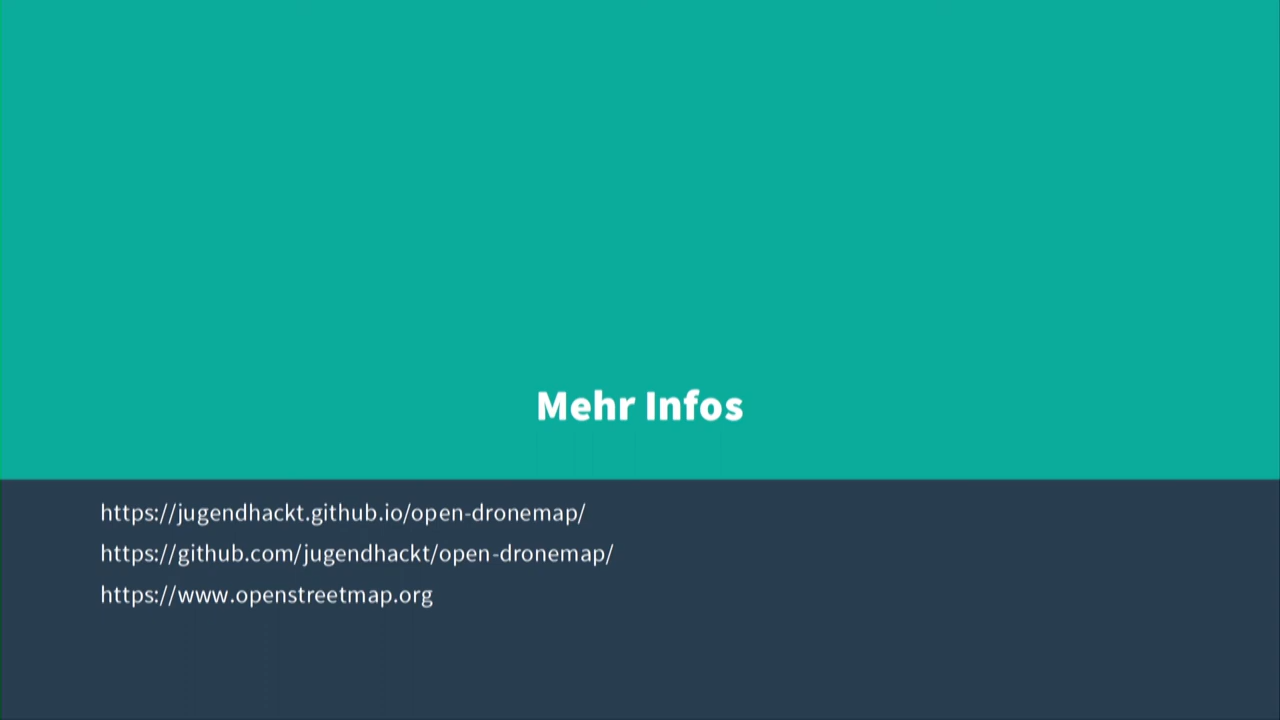 Mehr Infos
https://jugendhackt.github.io/open-dronemap/
https://github.com/jugendhackt/open-dronemap/
https://www.openstreetmap.org